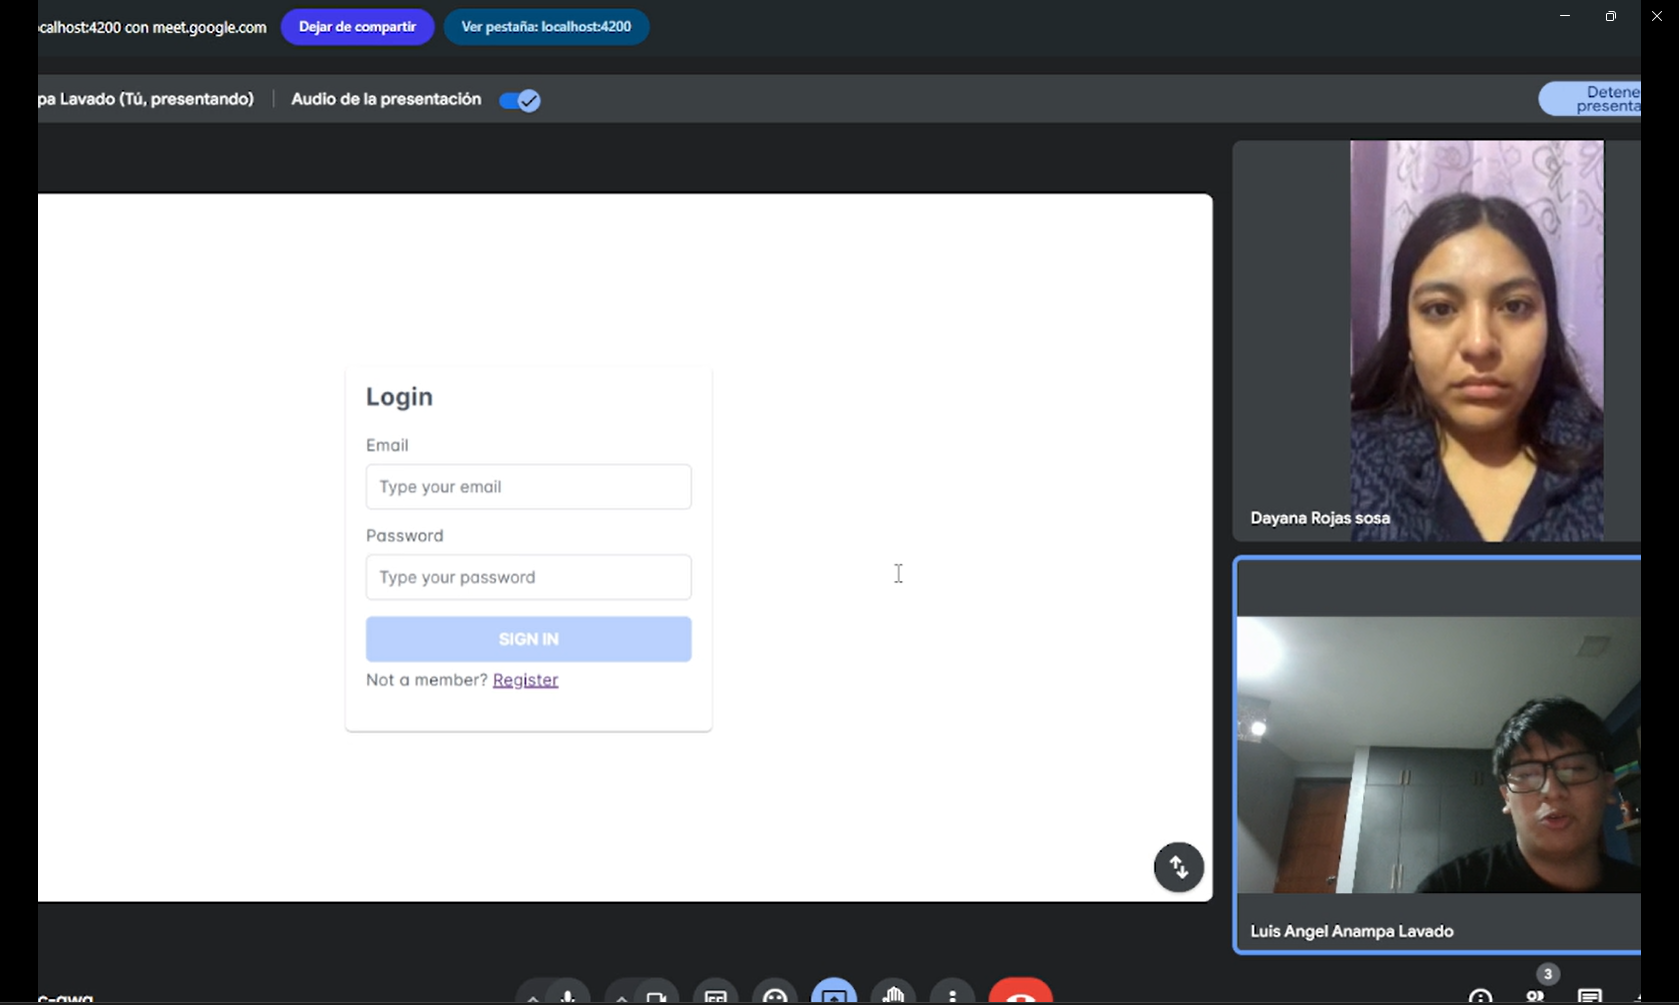 calhost:4200 con meet.google.com
Dejar de compartir
Ver pestaña: localhost:4200
pa Lavado (Tú, presentando)
Audio de la presentación
Detene
presenta
Login
Email
Type your email
Password
Type your password
SIGN IN
Not a member? Register
Dayana Rojas sosa
Luis Angel Anampa Lavado
3
c-awa